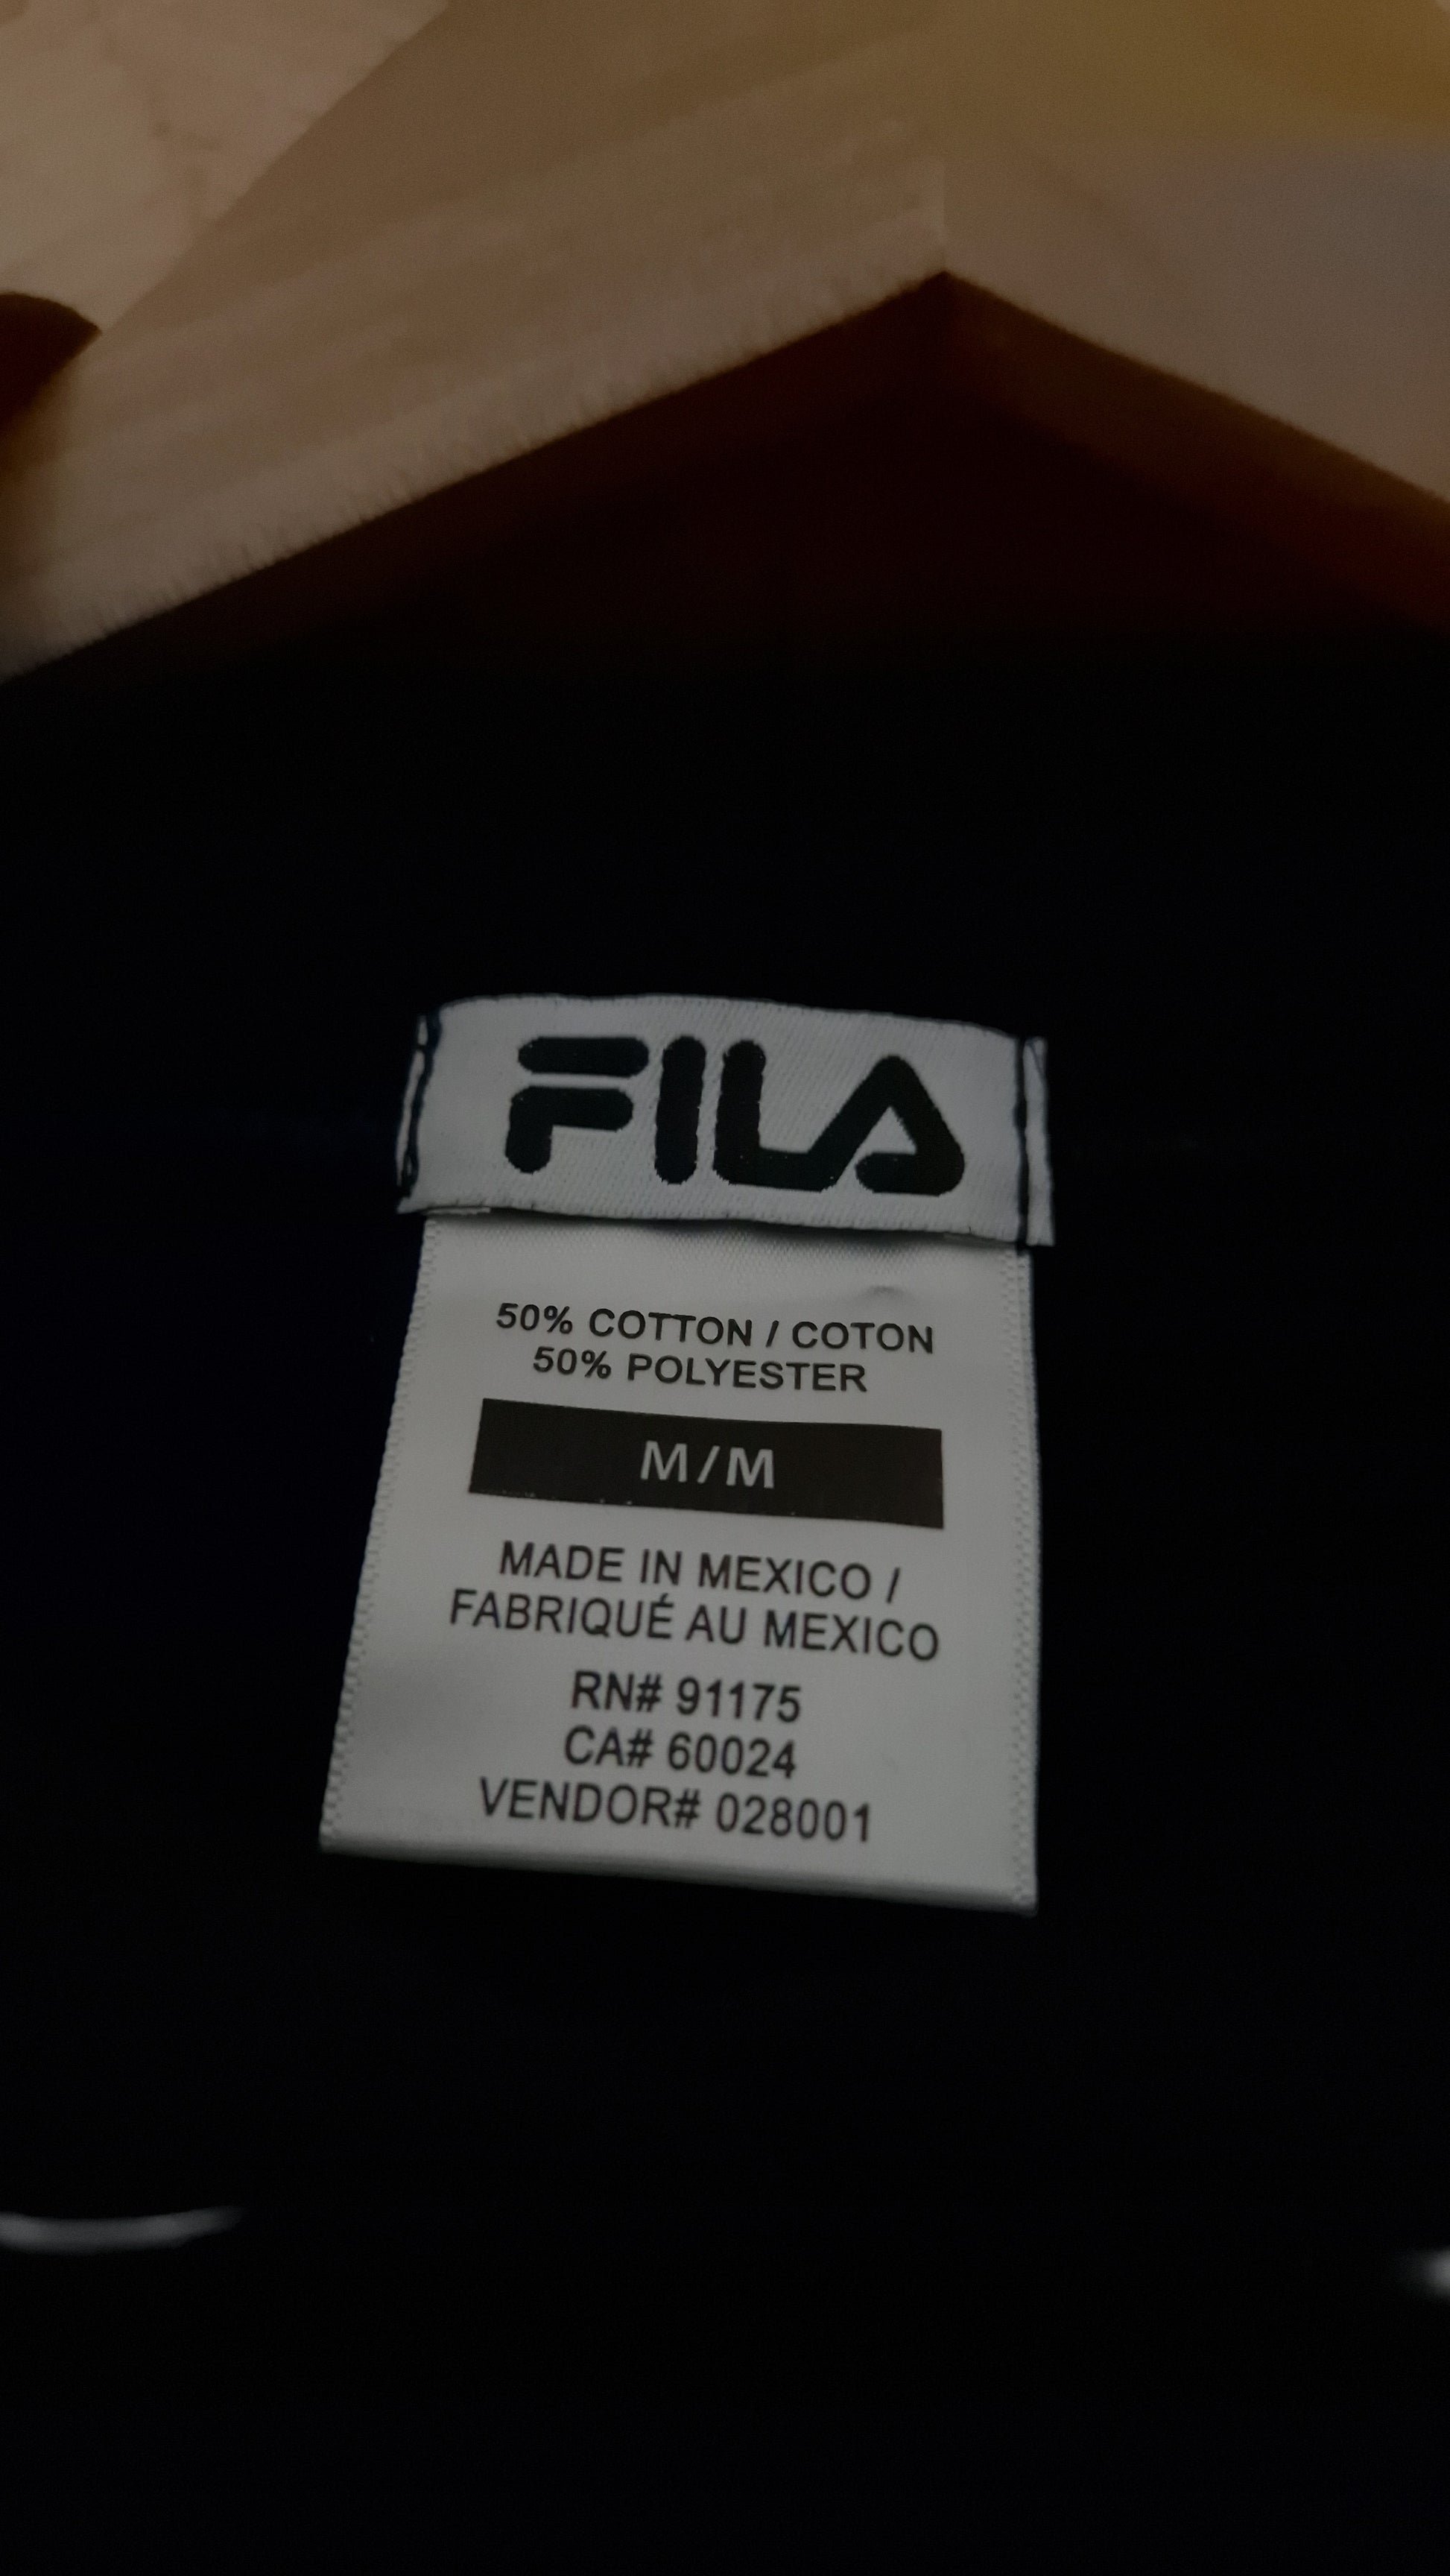 FILA
50% COTTON / COTON
50% POLYESTER
M/M
MADE IN MEXICO /
FABRIQUÉ AU MEXICO
RN# 91175
CA# 60024
VENDOR# 028001